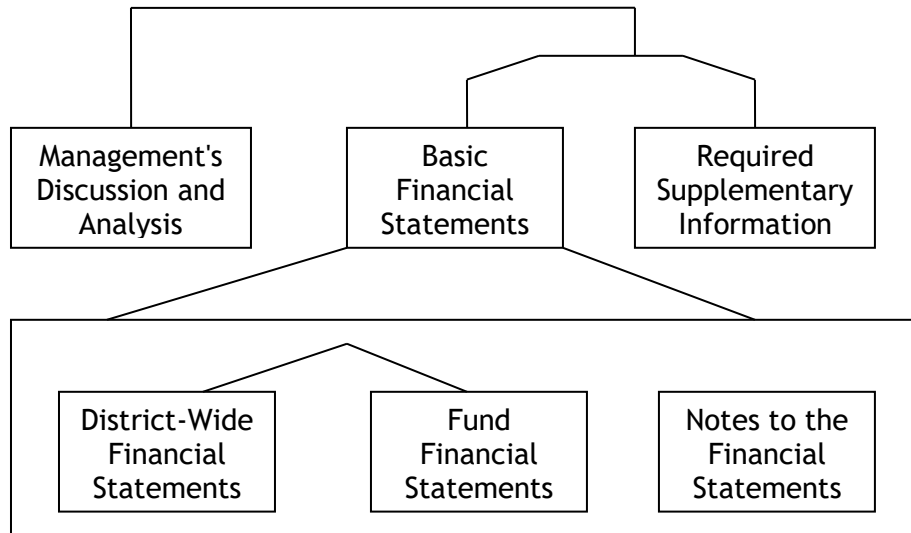 Management's
Discussion and
Analysis
Basic
Financial
Statements
Required
Supplementary
Information
District-Wide
Financial
Statements
Fund
Financial
Statements
Notes to the
Financial
Statements